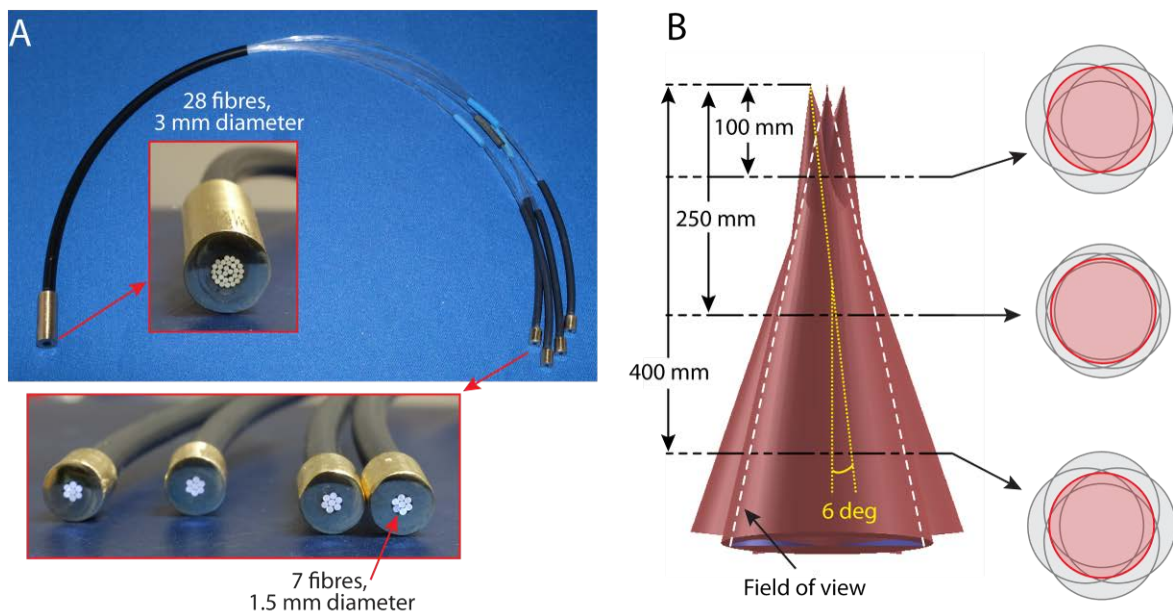 A
28 fibres,
3 mm diameter
7 fibres,
1.5 mm diameter
B
100 mm
250 mm
400 mm
6 deg
Field of view